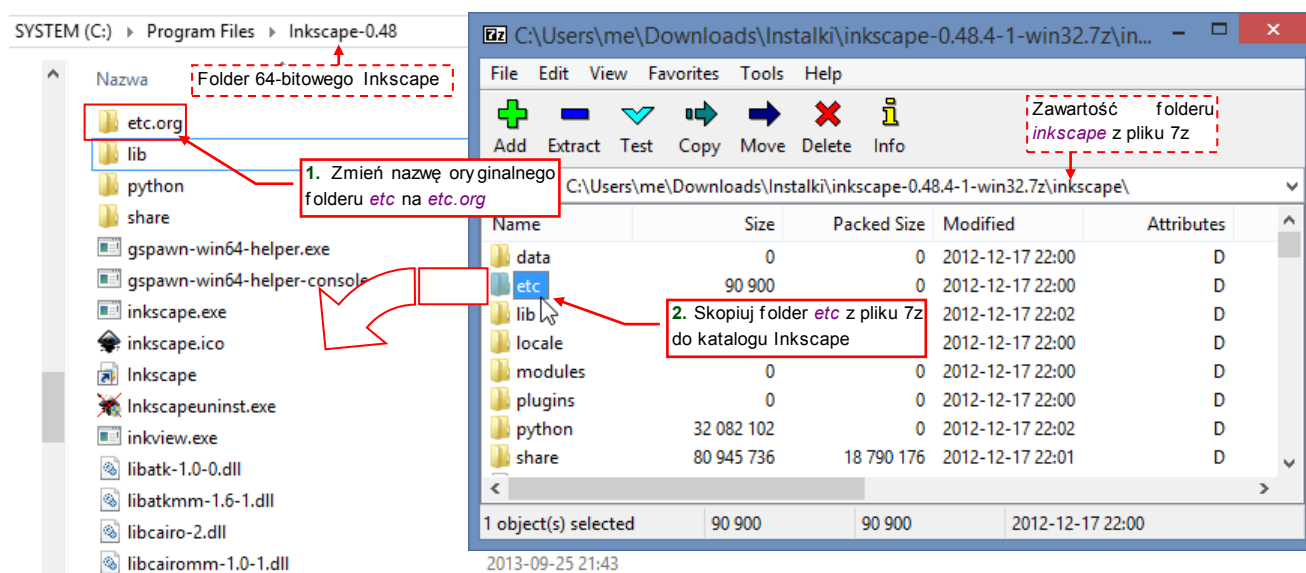 SYSTEM (C:) Program Files Inkscape-0.48
Nazwa
Folder 64-bitowego Inkscape
etc.org
lib
python
share
gspawn-win64-helper.exe
gspawn-win64-helper-console
inkscape.exe
inkscape.ico
Inkscape
Inkscapeuninst.exe
inkview.exe
libatk-1.0-0.dll
libatkmm-1.6-1.dll
libcairo-2.dll
libcairomm-1.0-1.dll
1. Zmień nazwę oryginalnego
folderu etc na etc.org
7z C:\Users\me\Downloads\Instalki\inkscape-0.48.4-1-win32.7z\in...
File Edit View Favorites Tools Help
Add Extract Test Copy Move Delete Info
Zawartość folderu
inkscape z pliku 7z
C:\Users\me\Downloads\Instalki\inkscape-0.48.4-1-win32.7z\inkscape\
Name Size Packed Size Modified Attributes
data 0 0 2012-12-17 22:00 D
etc 90 900 0 2012-12-17 22:00 D
lib 0 2012-12-17 22:02 D
locale 0 2012-12-17 22:00 D
modules 0 0 2012-12-17 22:00 D
plugins 0 0 2012-12-17 22:00 D
python 32 082 102 0 2012-12-17 22:02 D
share 80 945 736 18 790 176 2012-12-17 22:01 D
2. Skopiuj folder etc z pliku 7z
do katalogu Inkscape
1 object(s) selected 90 900 90 900 2012-12-17 22:00
2013-09-25 21:43